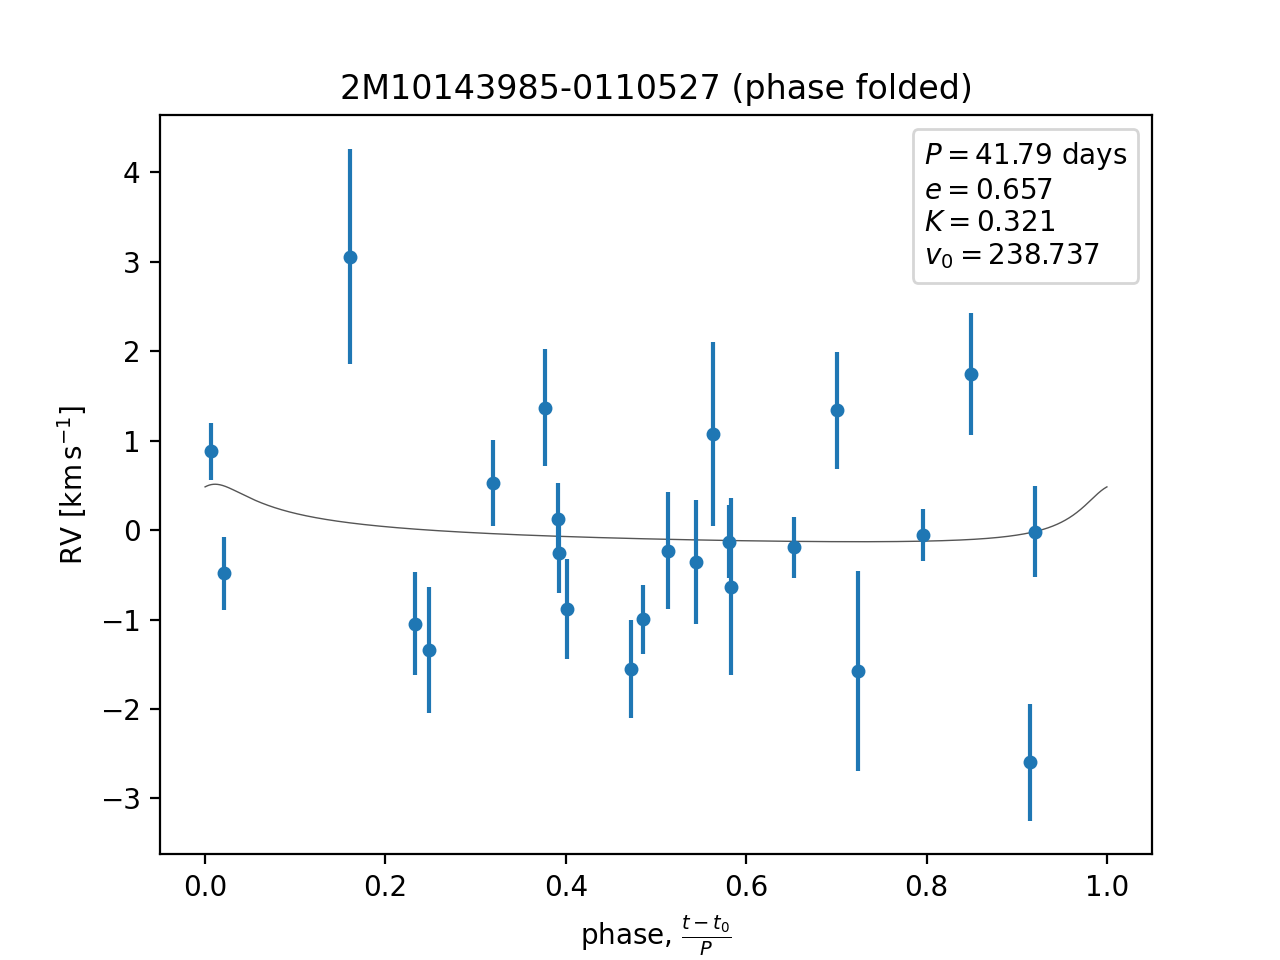 2M10143985-0110527 (phase folded)
P = 41.79 days
e = 0.657
K = 0.321
v₀ = 238.737
RV [km s⁻¹]
4
3
2
1
0
−1
−2
−3
0.0 0.2 0.4 0.6 0.8 1.0
phase, (t − t₀)/P